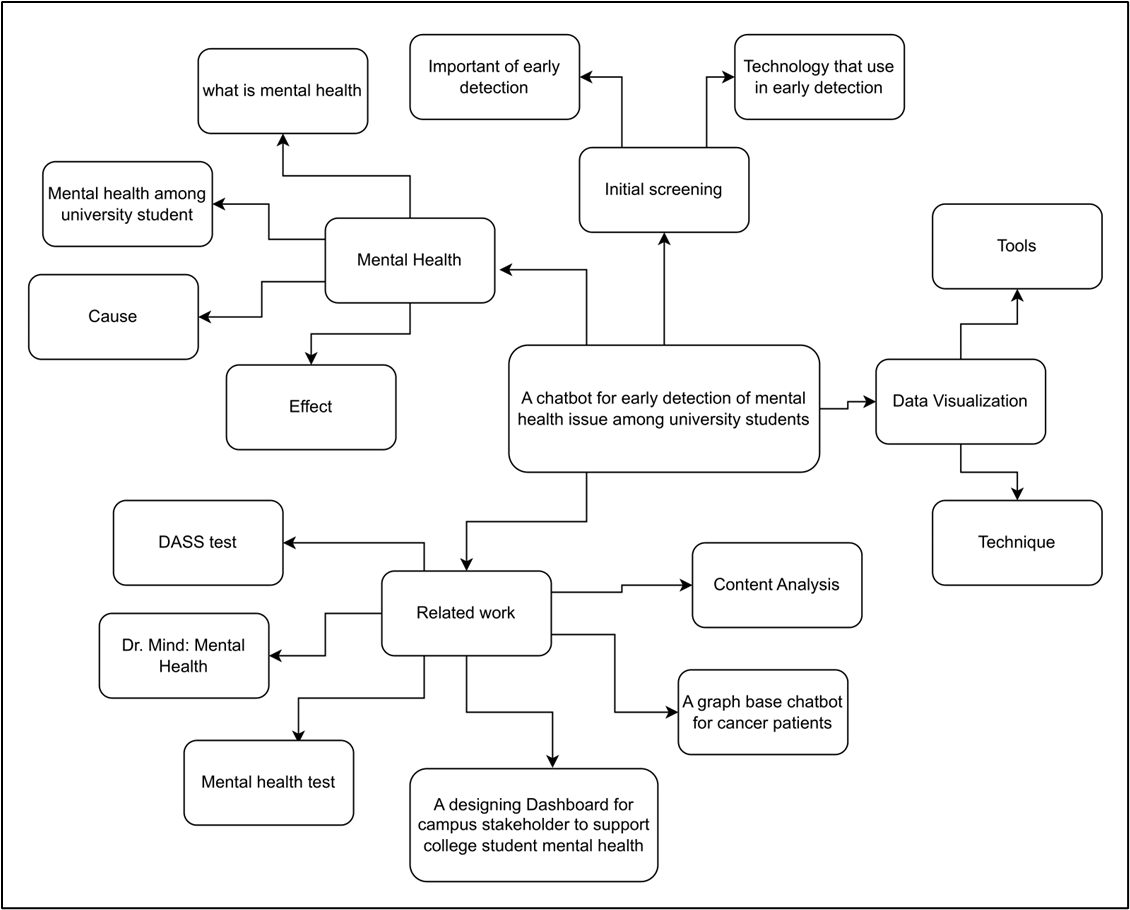 Important of early
detection
Technology that use
in early detection
what is mental health
Initial screening
Mental health among
university student
Mental Health
Tools
Cause
Effect
A chatbot for early detection of mental
health issue among university students
Data Visualization
DASS test
Technique
Content Analysis
Related work
Dr. Mind: Mental
Health
A graph base chatbot
for cancer patients
Mental health test
A designing Dashboard for
campus stakeholder to support
college student mental health